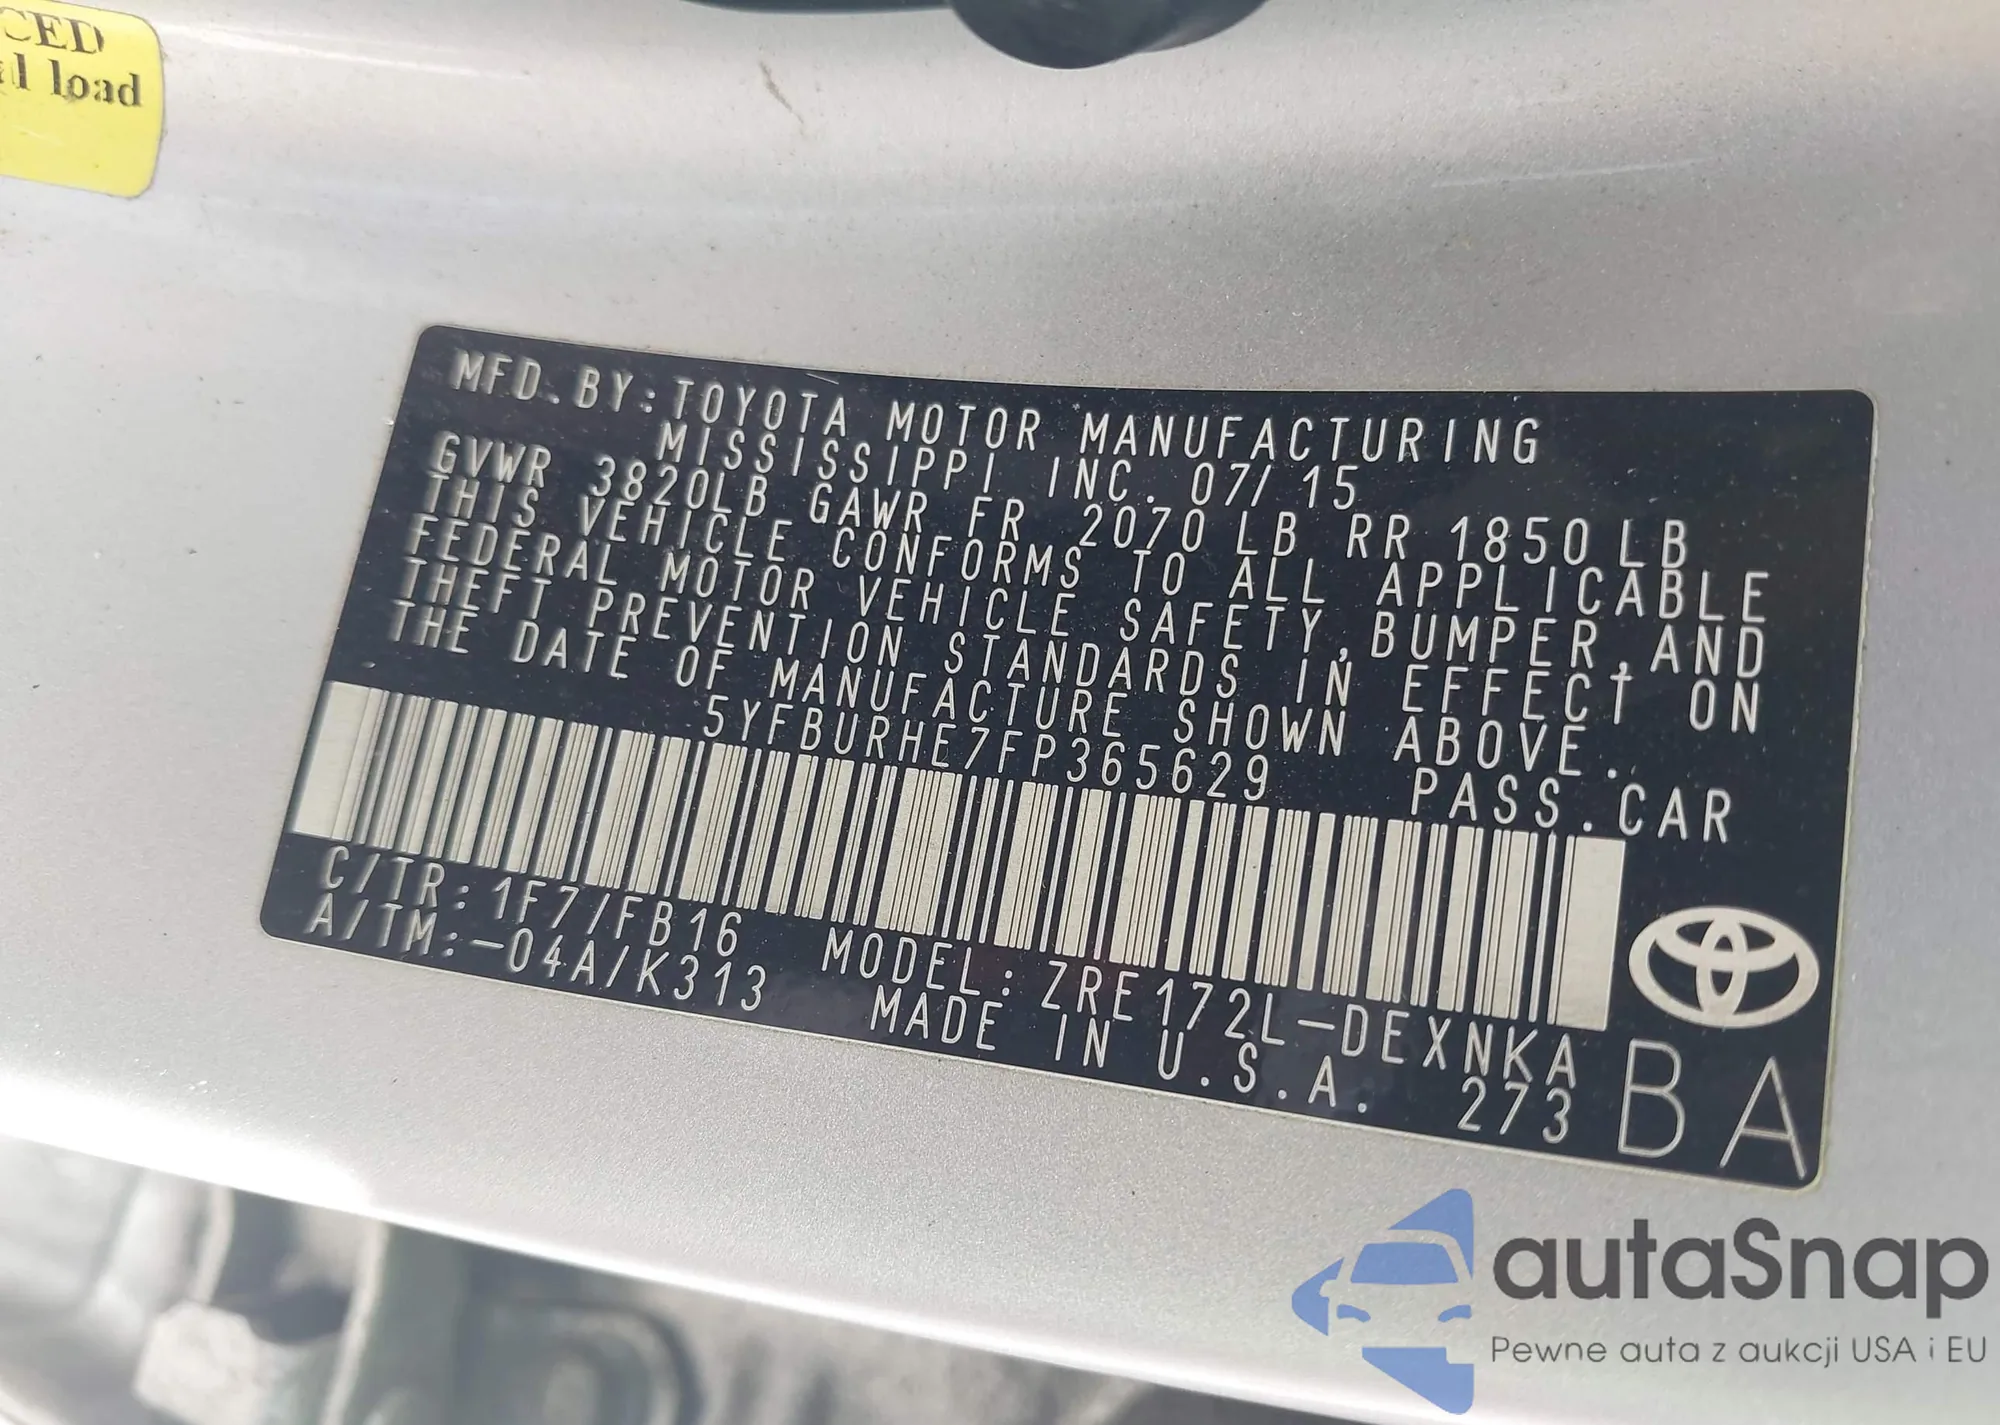 CED
load
MFD. BY: TOYOTA MOTOR MANUFACTURING
MISSISSIPPI INC. 07/15
GVWR 3820LB GAWR FR 2070 LB RR 1850 LB
THIS VEHICLE CONFORMS TO ALL APPLICABLE
FEDERAL MOTOR VEHICLE SAFETY, BUMPER, AND
THEFT PREVENTION STANDARDS IN EFFECT ON
THE DATE OF MANUFACTURE SHOWN ABOVE.
5YFBURHE7FP365629 PASS. CAR
C/TR: 1F7/FB16 MODEL: ZRE172L-DEXNKA
A/TM: -04A/K313 MADE IN U.S.A. 273
BA
autaSnap
Pewne auta z aukcji USA i EU